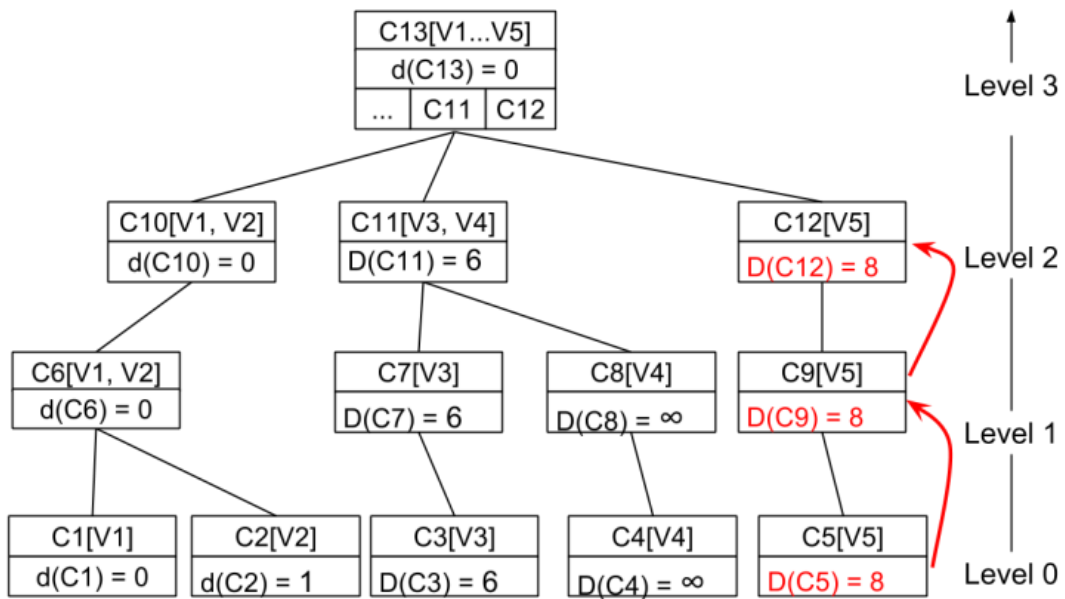 C13[V1...V5]
d(C13) = 0
... C11 C12
Level 3
C10[V1, V2]
d(C10) = 0
C11[V3, V4]
D(C11) = 6
C12[V5]
D(C12) = 8
Level 2
C6[V1, V2]
d(C6) = 0
C7[V3]
D(C7) = 6
C8[V4]
D(C8) = ∞
C9[V5]
D(C9) = 8
Level 1
C1[V1]
d(C1) = 0
C2[V2]
d(C2) = 1
C3[V3]
D(C3) = 6
C4[V4]
D(C4) = ∞
C5[V5]
D(C5) = 8
Level 0